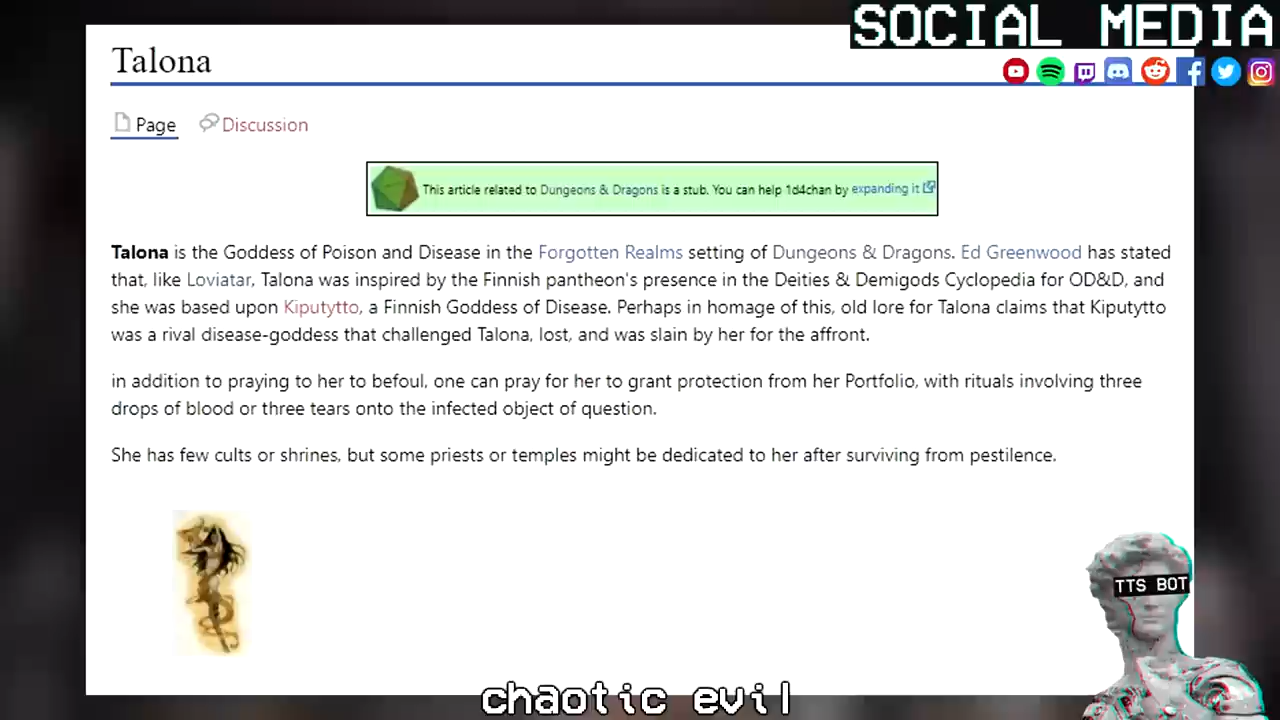 SOCIAL MEDIA
Talona
Page
Discussion
This article related to Dungeons & Dragons is a stub. You can help 1d4chan by expanding it
Talona is the Goddess of Poison and Disease in the Forgotten Realms setting of Dungeons & Dragons. Ed Greenwood has stated
that, like Loviatar, Talona was inspired by the Finnish pantheon's presence in the Deities & Demigods Cyclopedia for OD&D, and
she was based upon Kiputytto, a Finnish Goddess of Disease. Perhaps in homage of this, old lore for Talona claims that Kiputytto
was a rival disease-goddess that challenged Talona, lost, and was slain by her for the affront.
in addition to praying to her to befoul, one can pray for her to grant protection from her Portfolio, with rituals involving three
drops of blood or three tears onto the infected object of question.
She has few cults or shrines, but some priests or temples might be dedicated to her after surviving from pestilence.
TTS BOT
chaotic evil